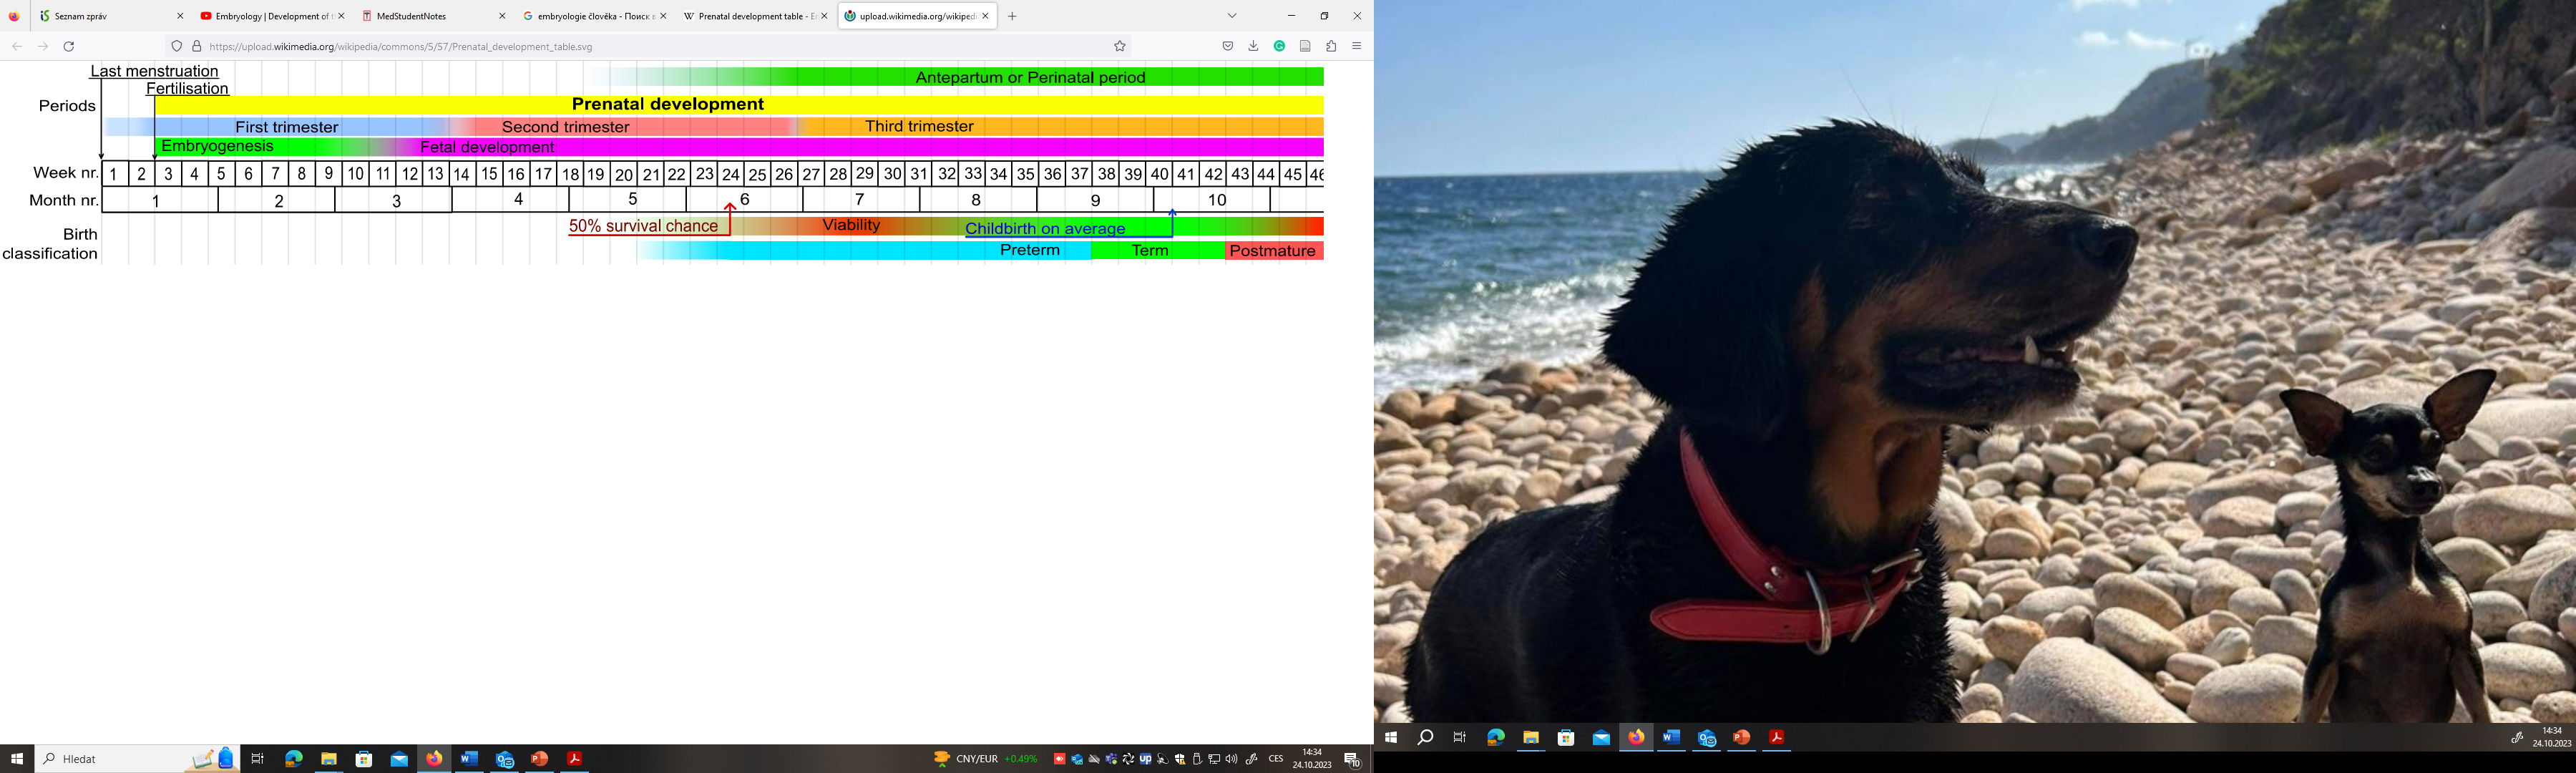 Seznam zpráv
Embryology | Development of t
MedStudentNotes
embryologie člověka - Поиск в
Prenatal development table - E
upload.wikimedia.org/wikipedi
https://upload.wikimedia.org/wikipedia/commons/5/57/Prenatal_development_table.svg
Last menstruation
Fertilisation
Antepartum or Perinatal period
Periods
Prenatal development
First trimester Second trimester Third trimester
Embryogenesis Fetal development
Week nr. 1 2 3 4 5 6 7 8 9 10 11 12 13 14 15 16 17 18 19 20 21 22 23 24 25 26 27 28 29 30 31 32 33 34 35 36 37 38 39 40 41 42 43 44 45 46
Month nr. 1 2 3 4 5 6 7 8 9 10
Birth
classification
50% survival chance
Viability
Childbirth on average
Preterm Term Postmature
Hledat
CNY/EUR +0.49%
up
CES
14:34
24.10.2023
10
14:34
24.10.2023